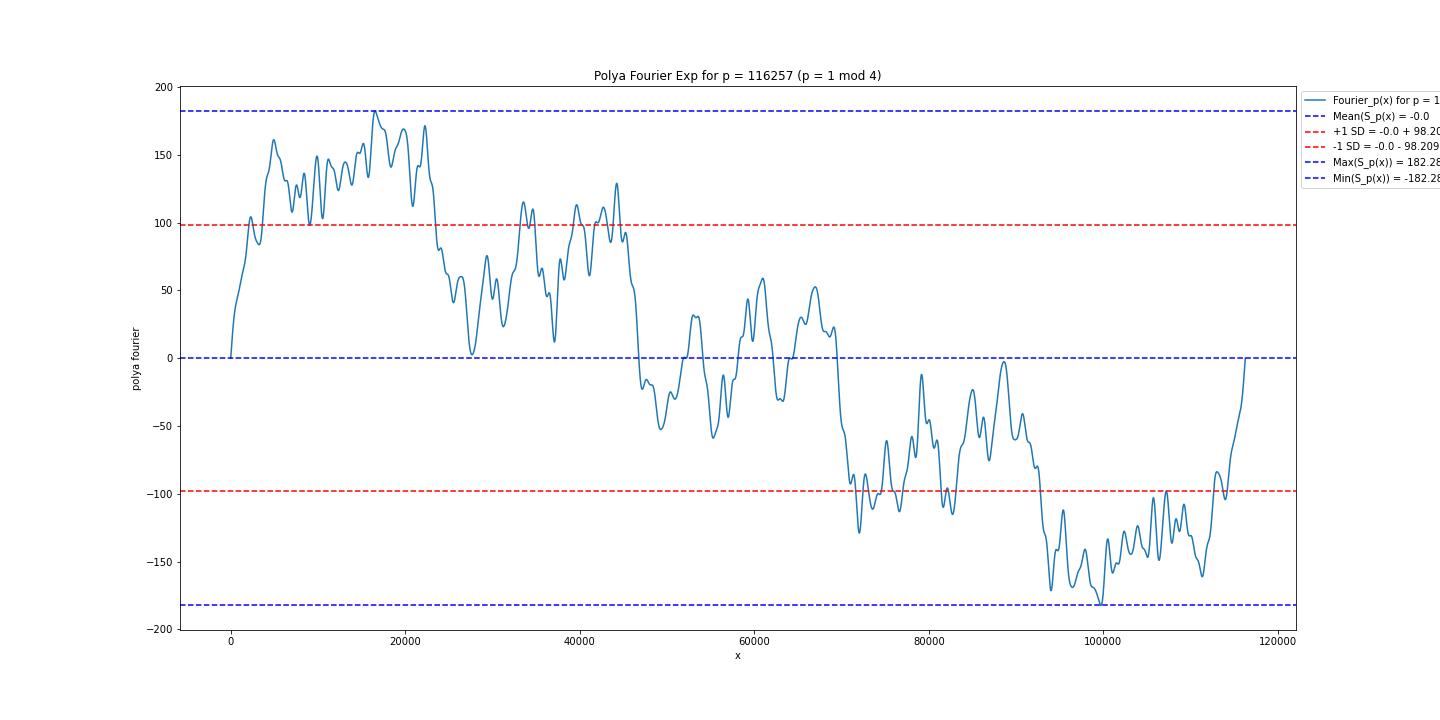 Polya Fourier Exp for p = 116257 (p = 1 mod 4)
200
150
100
50
0
−50
−100
−150
−200
polya fourier
0
20000
40000
60000
80000
100000
120000
x
Fourier_p(x) for p = 1
Mean(S_p(x) = -0.0
+1 SD = -0.0 + 98.20
-1 SD = -0.0 - 98.209
Max(S_p(x)) = 182.28
Min(S_p(x)) = -182.28